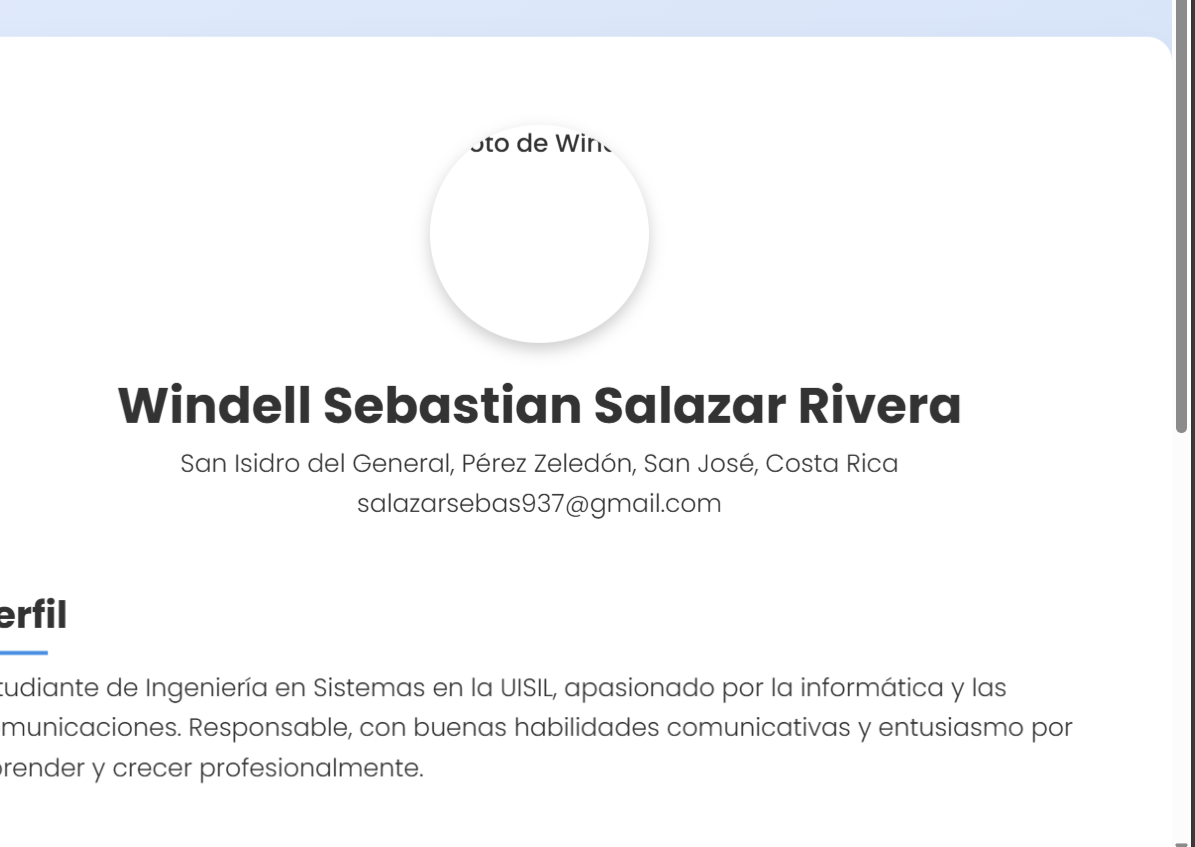 oto de Wind
Windell Sebastian Salazar Rivera
San Isidro del General, Pérez Zeledón, San José, Costa Rica
salazarsebas937@gmail.com
erfil
tudiante de Ingeniería en Sistemas en la UISIL, apasionado por la informática y las
municaciones. Responsable, con buenas habilidades comunicativas y entusiasmo por
render y crecer profesionalmente.